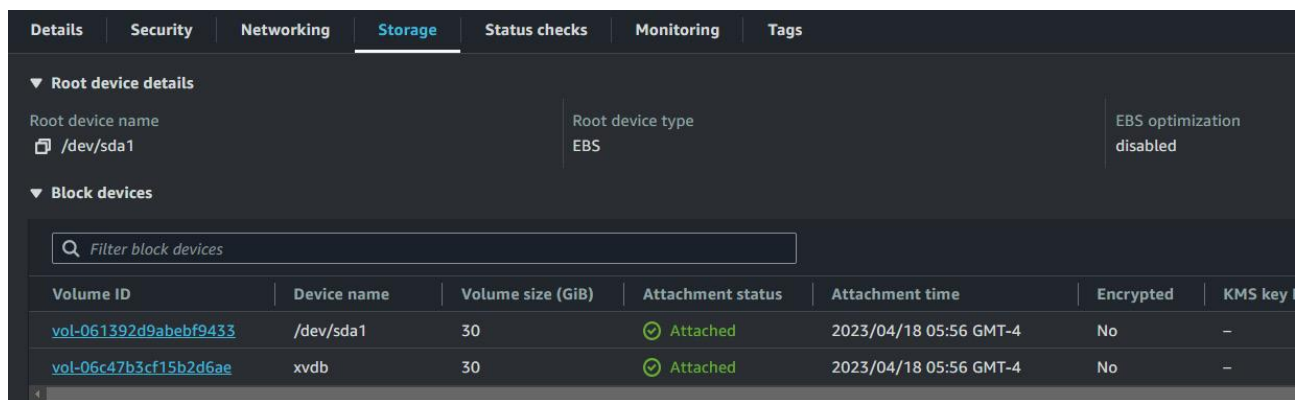 Details Security Networking Storage Status checks Monitoring Tags
Root device details
Root device name Root device type EBS optimization
/dev/sda1 EBS disabled
Block devices
Filter block devices
Volume ID Device name Volume size (GiB) Attachment status Attachment time Encrypted KMS key
vol-061392d9abebf9433 /dev/sda1 30 Attached 2023/04/18 05:56 GMT-4 No –
vol-06c47b3cf15b2d6ae xvdb 30 Attached 2023/04/18 05:56 GMT-4 No –